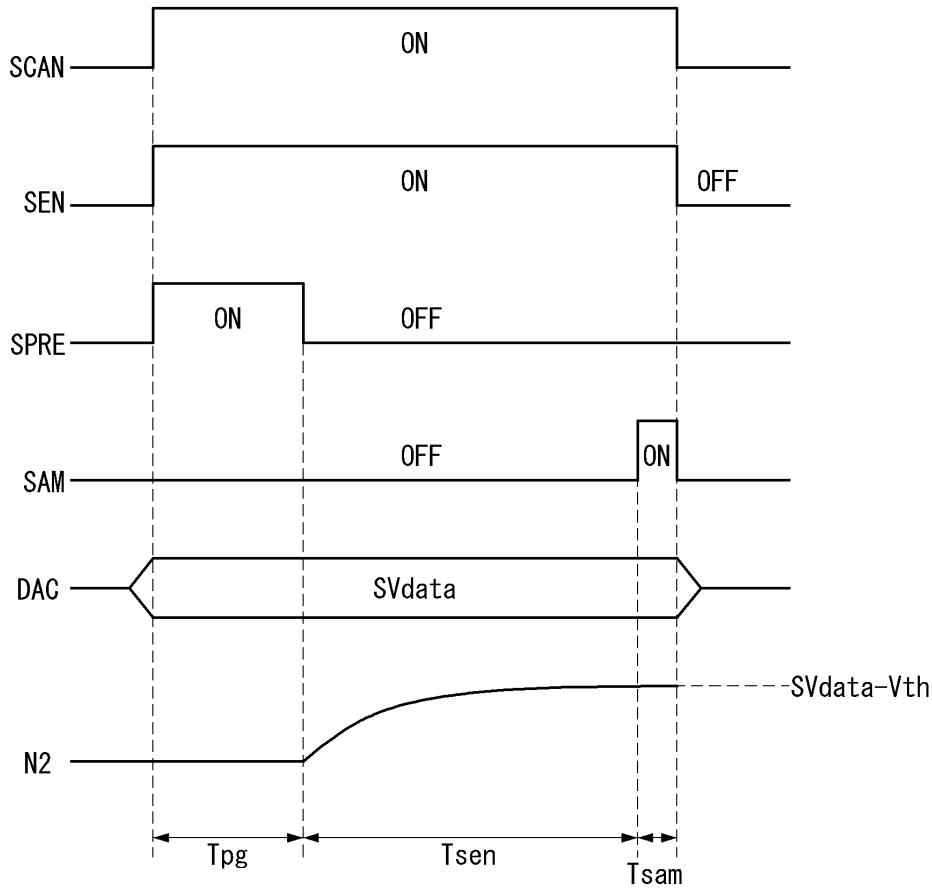 ON
SCAN
ON
OFF
SEN
ON
OFF
SPRE
OFF
ON
SAM
SVdata
DAC
SVdata-Vth
N2
Tpg
Tsen
Tsam